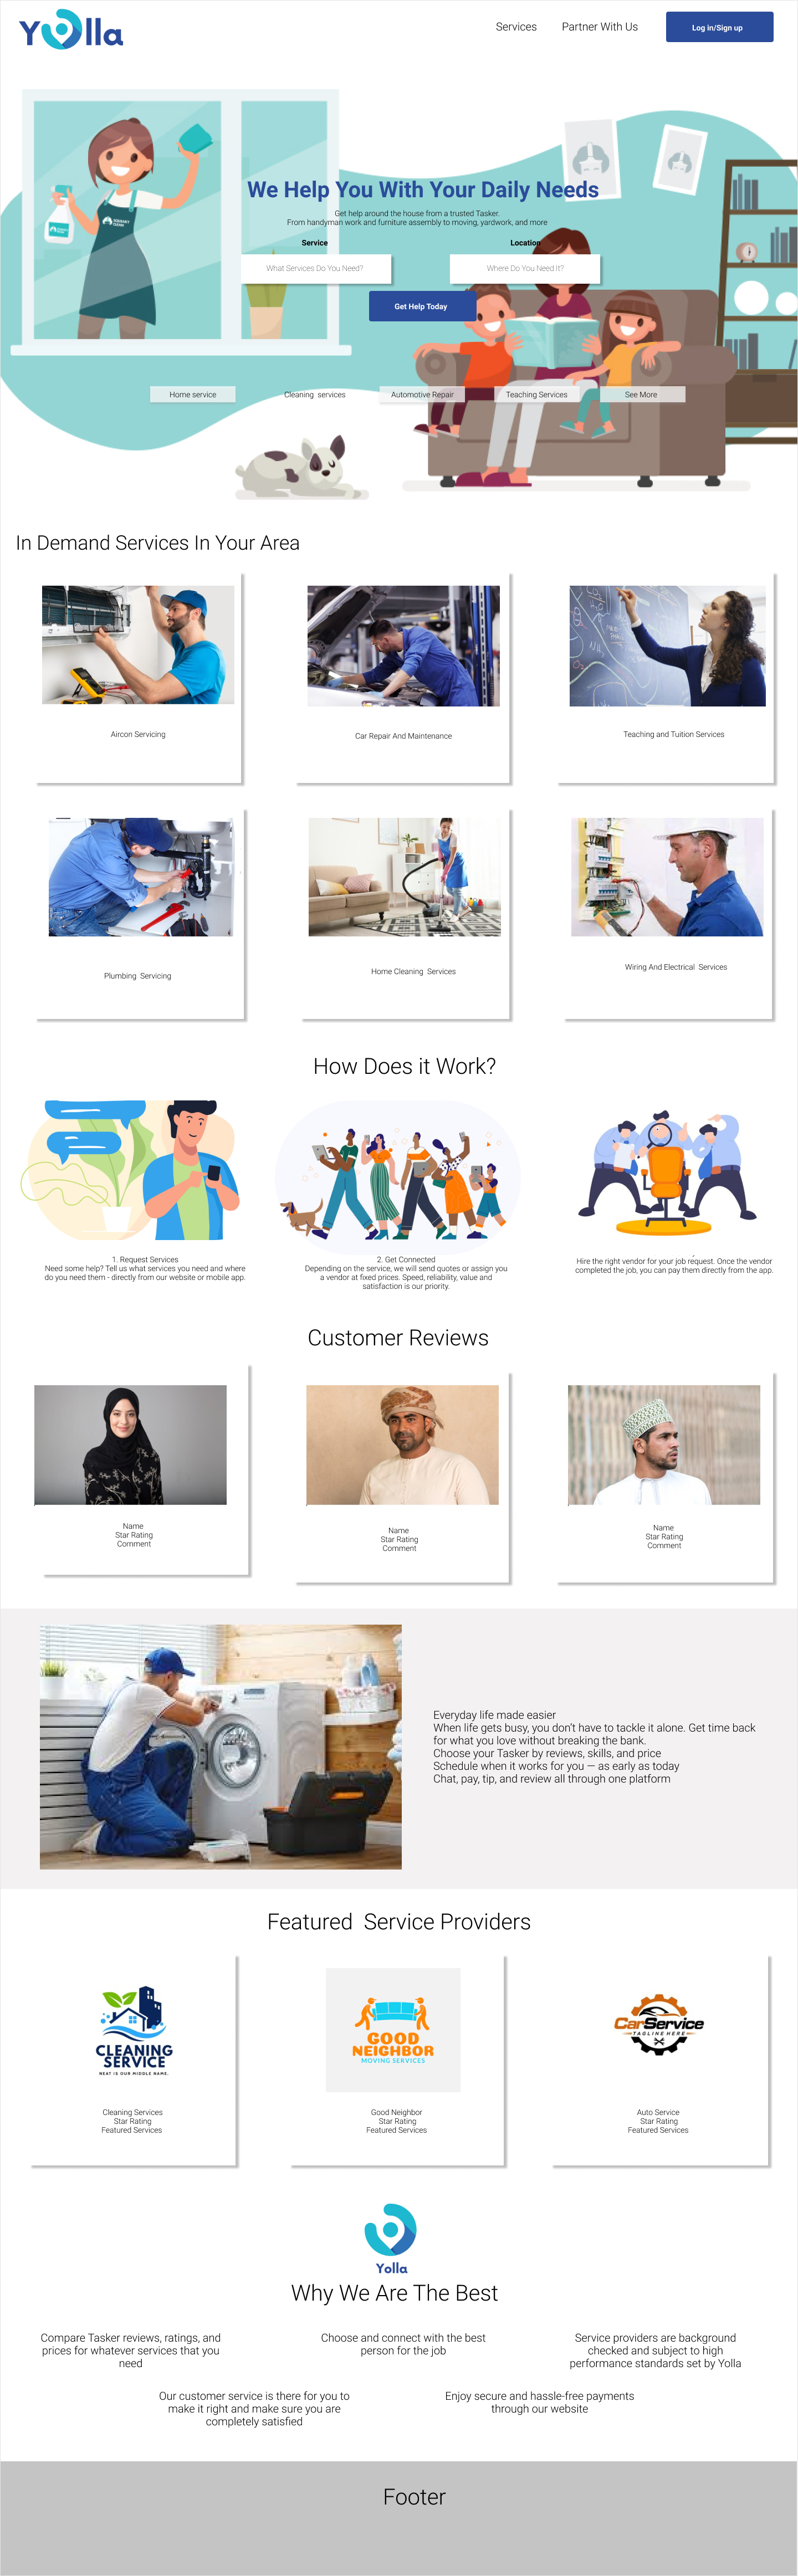 Yolla
Services
Partner With Us
Log in/Sign up
We Help You With Your Daily Needs
Get help around the house from a trusted Tasker.
From handyman work and furniture assembly to moving, yardwork, and more
Service
Location
What Services Do You Need?
Where Do You Need It?
Get Help Today
Home service
Cleaning services
Automotive Repair
Teaching Services
See More
In Demand Services In Your Area
Aircon Servicing
Car Repair And Maintenance
Teaching and Tuition Services
Plumbing Servicing
Home Cleaning Services
Wiring And Electrical Services
How Does it Work?
1. Request Services
Need some help? Tell us what services you need and where
do you need them - directly from our website or mobile app.
2. Get Connected
Depending on the service, we will send quotes or assign you
a vendor at fixed prices. Speed, reliability, value and
satisfaction is our priority.
Hire the right vendor for your job request. Once the vendor
completed the job, you can pay them directly from the app.
Customer Reviews
Name
Star Rating
Comment
Name
Star Rating
Comment
Name
Star Rating
Comment
Everyday life made easier
When life gets busy, you don't have to tackle it alone. Get time back
for what you love without breaking the bank.
Choose your Tasker by reviews, skills, and price
Schedule when it works for you — as early as today
Chat, pay, tip, and review all through one platform
Featured Service Providers
CLEANING
SERVICE
NEAT IS OUR MIDDLE NAME.
GOOD
NEIGHBOR
MOVING SERVICES
CarService
TAGLINE HERE
Cleaning Services
Star Rating
Featured Services
Good Neighbor
Star Rating
Featured Services
Auto Service
Star Rating
Featured Services
Yolla
Why We Are The Best
Compare Tasker reviews, ratings, and
prices for whatever services that you
need
Choose and connect with the best
person for the job
Service providers are background
checked and subject to high
performance standards set by Yolla
Our customer service is there for you to
make it right and make sure you are
completely satisfied
Enjoy secure and hassle-free payments
through our website
Footer